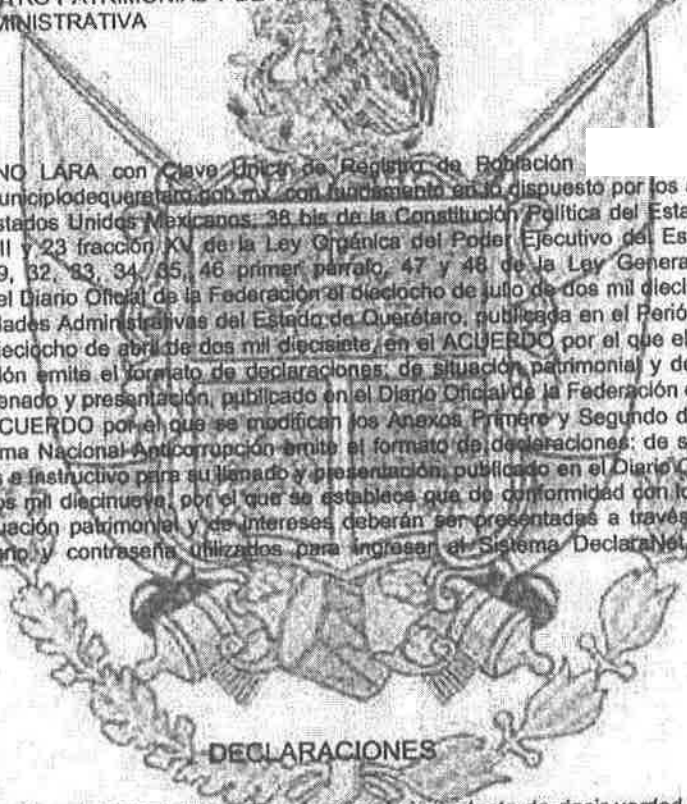 MINISTRATIVA
NO LARA con Clave Única de Registro de Población
municipiodequeretaro.gob.mx, con fundamento en lo dispuesto por los
stados Unidos Mexicanos, 38 bis de la Constitución Política del Esta
II y 23 fracción XV de la Ley Orgánica del Poder Ejecutivo del Es
9, 32, 33, 34, 35, 46 primer párrafo, 47 y 48 de la Ley Genera
el Diario Oficial de la Federación el dieciocho de julio de dos mil dieci
dades Administrativas del Estado de Querétaro, publicada en el Perió
ieciocho de abril de dos mil diecisiete, en el ACUERDO por el que el
ión emite el formato de declaraciones: de situación patrimonial y de
enado y presentación, publicado en el Diario Oficial de la Federación
CUERDO por el que se modifican los Anexos Primero y Segundo d
ma Nacional Anticorrupción emite el formato de declaraciones: de s
s e instructivo para su llenado y presentación, publicado en el Diario O
os mil diecinueve, por el que se establece que de conformidad con lo
uación patrimonial y de intereses deberán ser presentadas a través
ario y contraseña utilizados para ingresar al Sistema DeclaraNet
DECLARACIONES